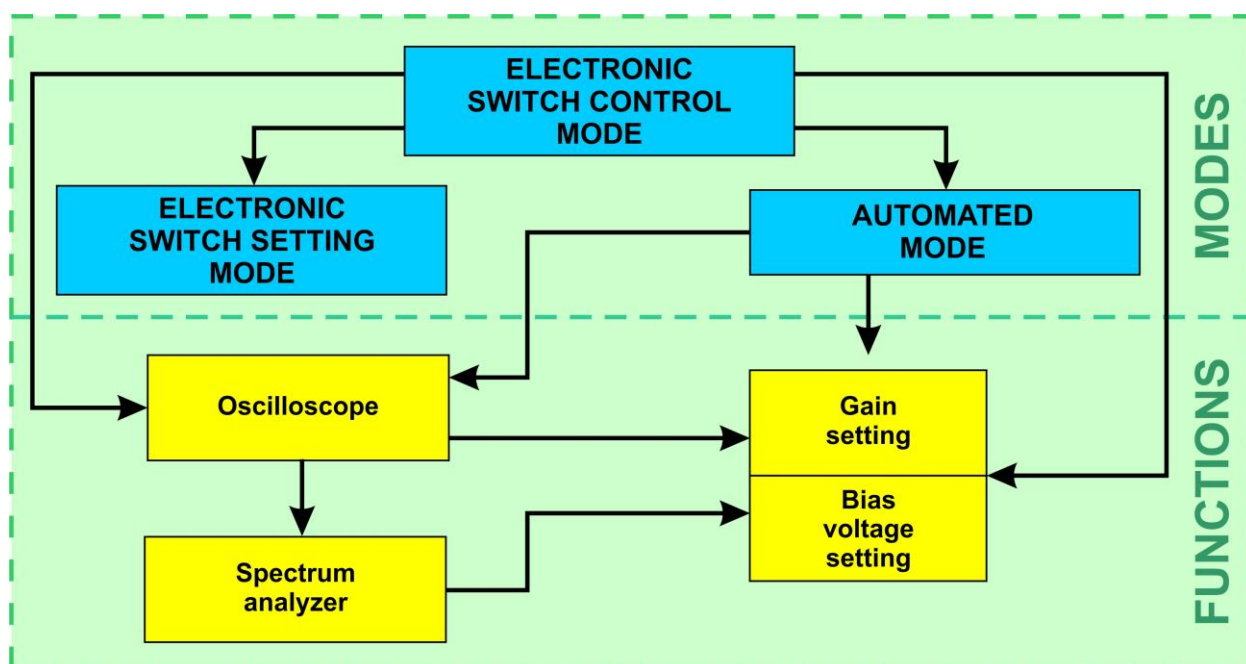 ELECTRONIC
SWITCH CONTROL
MODE
ELECTRONIC
SWITCH SETTING
MODE
AUTOMATED
MODE
MODES
Oscilloscope
Gain
setting
Bias
voltage
setting
Spectrum
analyzer
FUNCTIONS